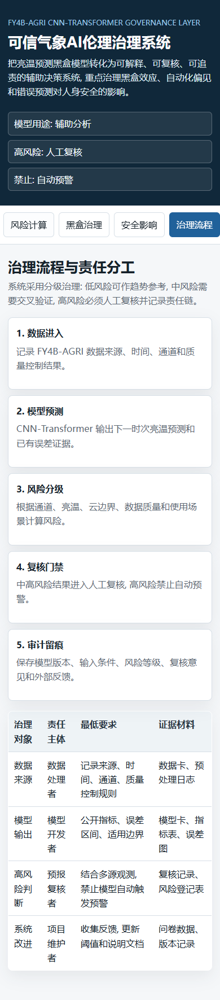 FY4B-AGRI CNN-TRANSFORMER GOVERNANCE LAYER
可信气象AI伦理治理系统
把亮温预测黑盒模型转化为可解释、可复核、可追
责的辅助决策系统, 重点治理黑盒效应、自动化偏见
和错误预测对人身安全的影响。
模型用途: 辅助分析
高风险: 人工复核
禁止: 自动预警
风险计算 黑盒治理 安全影响 治理流程
治理流程与责任分工
系统采用分级治理: 低风险可作趋势参考, 中风险需
要交叉验证, 高风险必须人工复核并记录责任链。
1. 数据进入
记录 FY4B-AGRI 数据来源、时间、通道和质
量控制结果。
2. 模型预测
CNN-Transformer 输出下一时次亮温预测和
已有误差证据。
3. 风险分级
根据通道、亮温、云边界、数据质量和使用场
景计算风险。
4. 复核门禁
中高风险结果进入人工复核, 高风险禁止自动预
警。
5. 审计留痕
保存模型版本、输入条件、风险等级、复核意
见和外部反馈。
治理 责任 最低要求 证据材料
对象 主体
数据 数据 记录来源、时 数据卡、预
来源 处理 间、通道、质量 处理日志
者 控制规则
模型 模型 公开指标、误差 模型卡、指
输出 开发 区间、适用边界 标表、误差
者 图
高风 预报 结合多源观测, 复核记录、
险判 复核 禁止模型自动触 风险登记表
断 者 发预警
系统 项目 收集反馈, 更新 问卷数据、
改进 维护 阈值和说明文档 版本记录
者